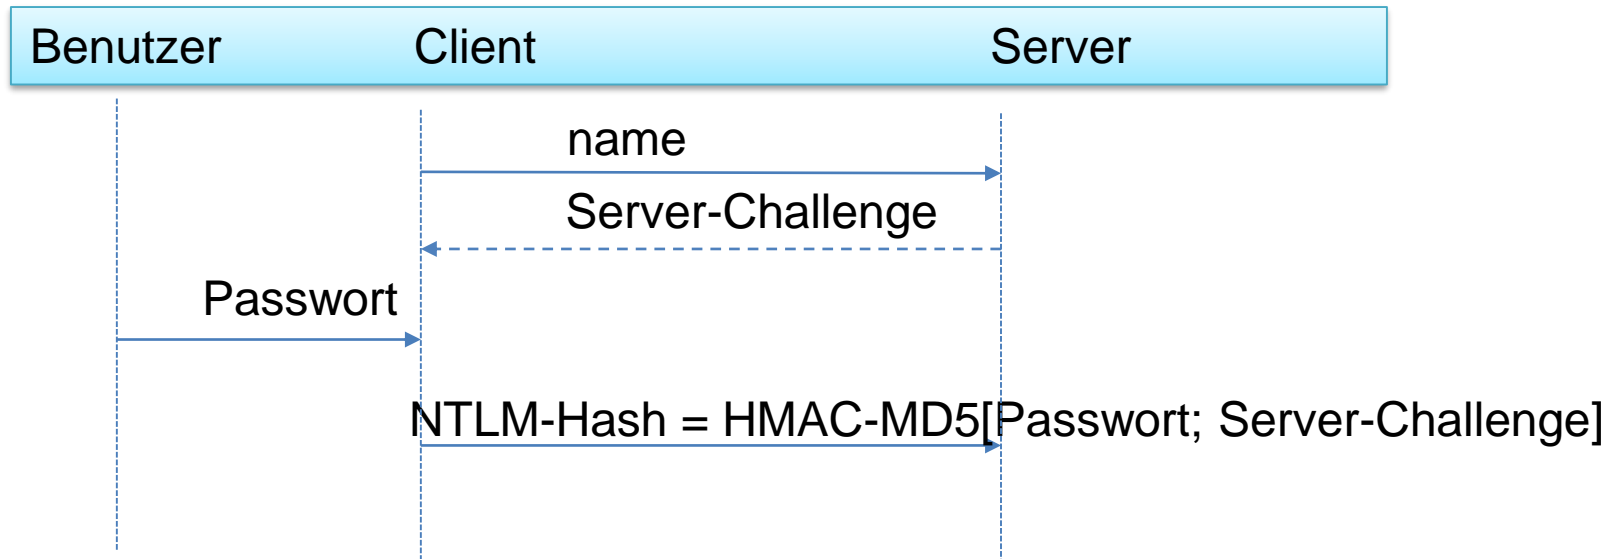 Benutzer Client Server
name
Server-Challenge
Passwort
NTLM-Hash = HMAC-MD5[Passwort; Server-Challenge]